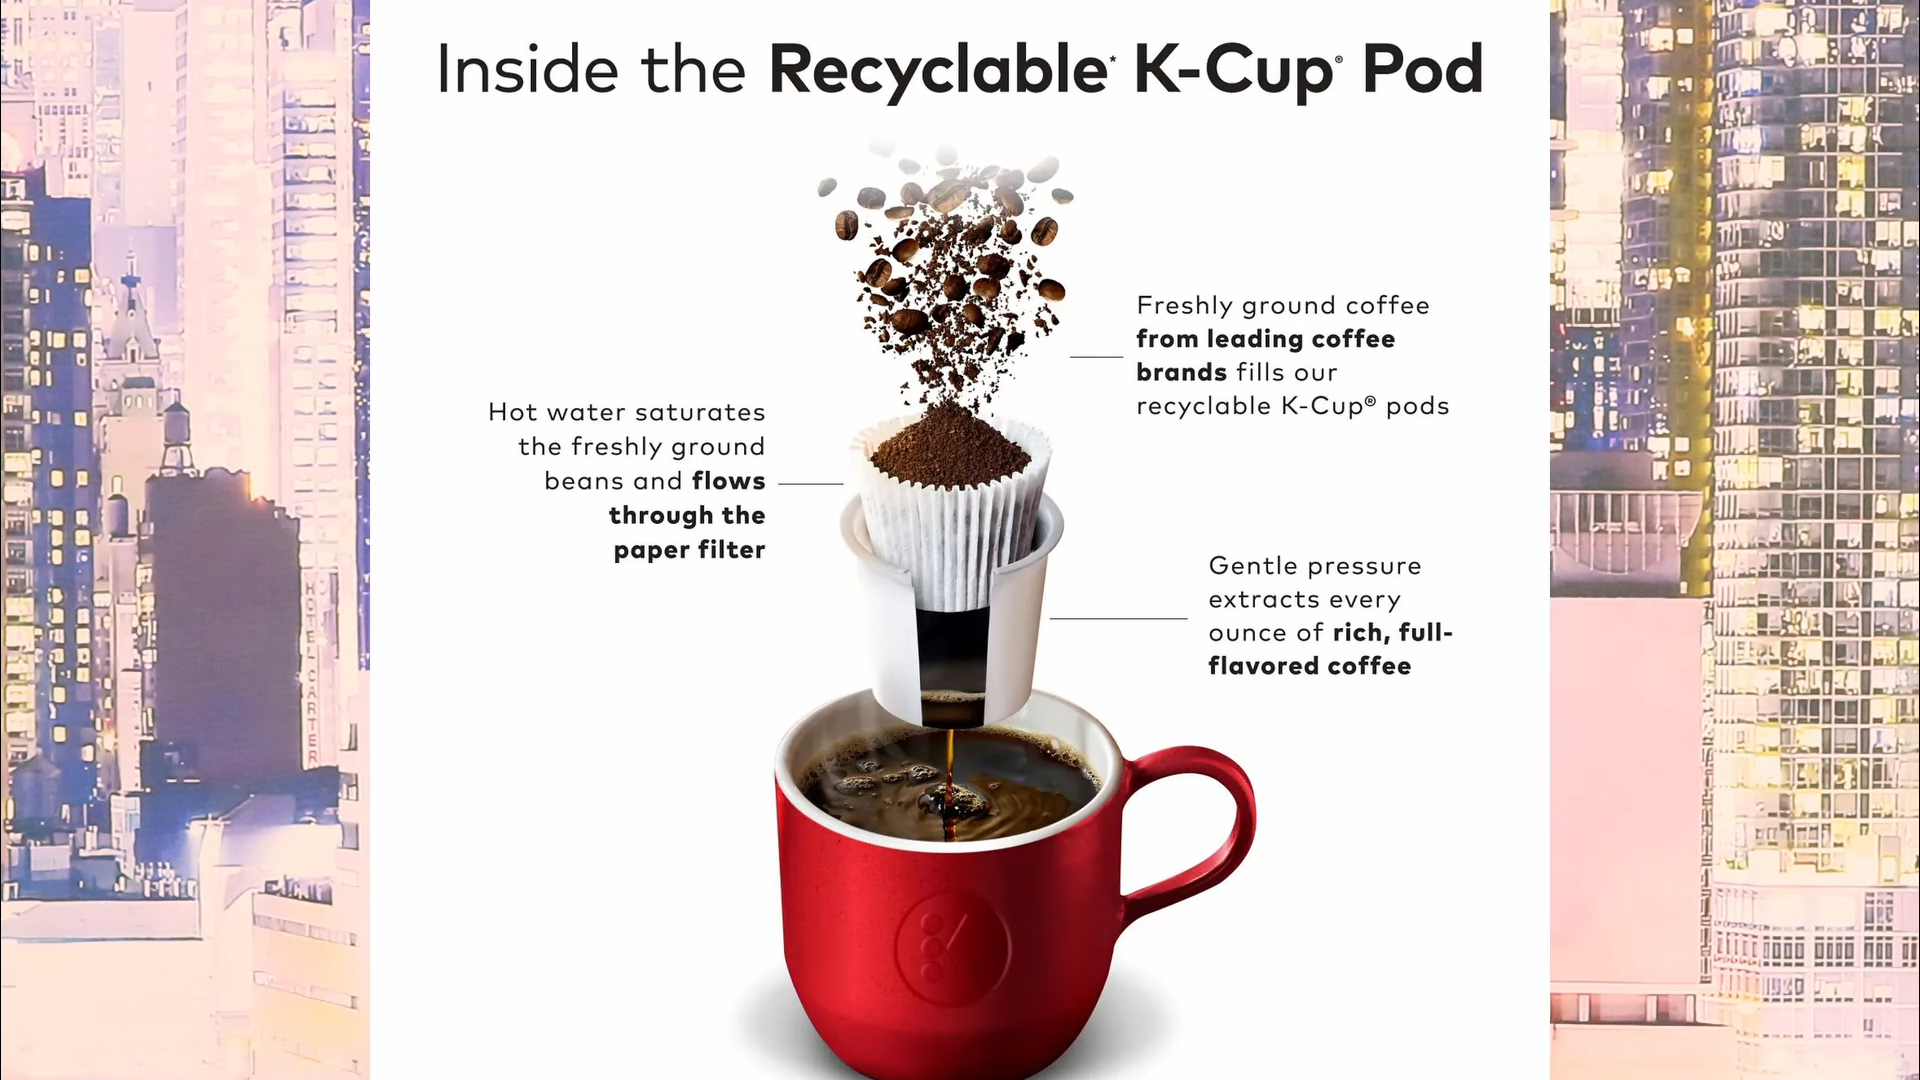 Inside the Recyclable* K-Cup® Pod
Freshly ground coffee
from leading coffee
brands fills our
recyclable K-Cup® pods
Hot water saturates
the freshly ground
beans and flows
through the
paper filter
Gentle pressure
extracts every
ounce of rich, full-
flavored coffee
HOTEL CARTER